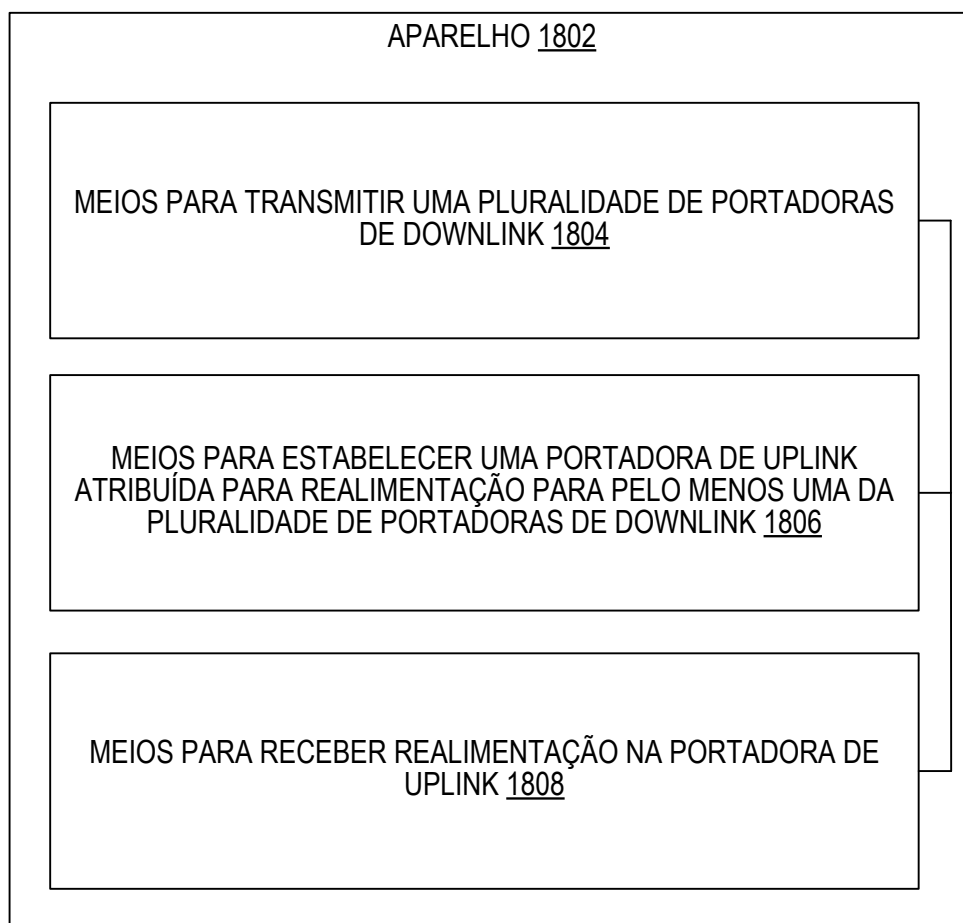 APARELHO 1802
MEIOS PARA TRANSMITIR UMA PLURALIDADE DE PORTADORAS
DE DOWNLINK 1804
MEIOS PARA ESTABELECER UMA PORTADORA DE UPLINK
ATRIBUÍDA PARA REALIMENTAÇÃO PARA PELO MENOS UMA DA
PLURALIDADE DE PORTADORAS DE DOWNLINK 1806
MEIOS PARA RECEBER REALIMENTAÇÃO NA PORTADORA DE
UPLINK 1808